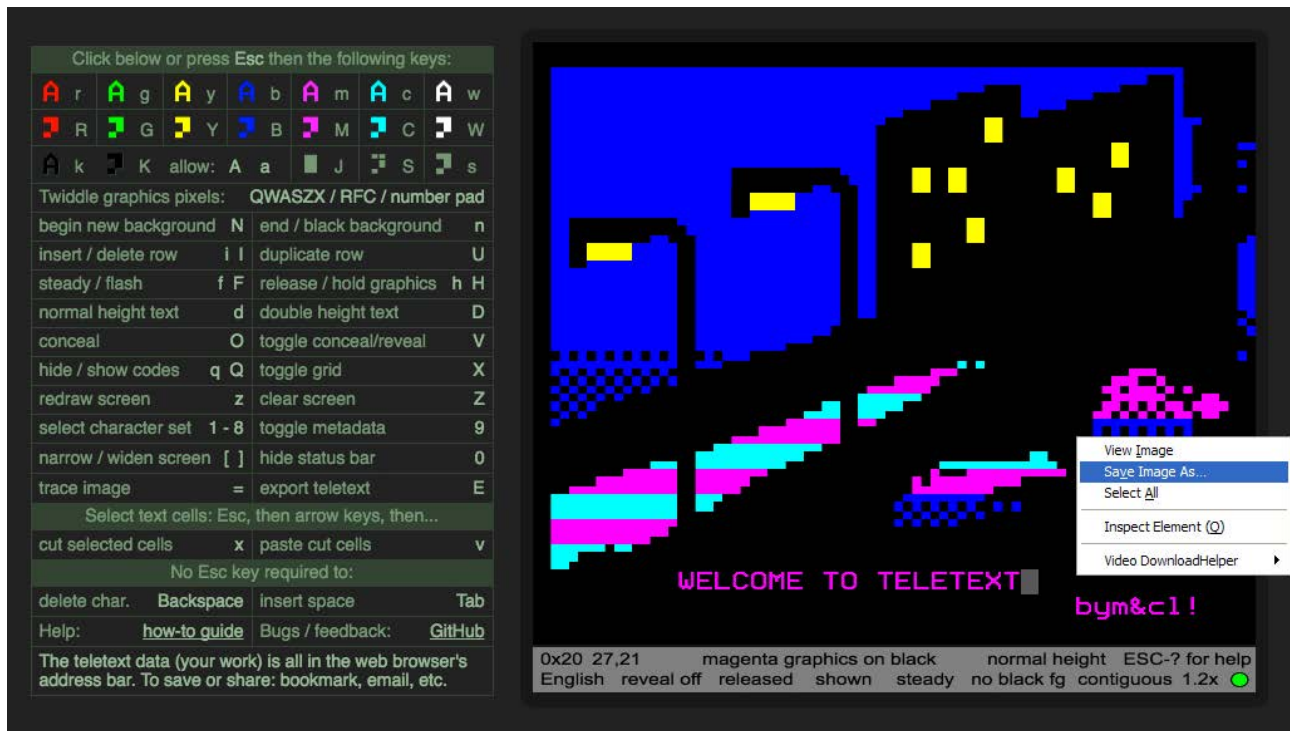 Click below or press Esc then the following keys:
A r A g A y A b A m A c A w
R G Y B M C W
A k K allow: A a J S s
Twiddle graphics pixels: QWASZX / RFC / number pad
begin new background N end / black background n
insert / delete row i I duplicate row U
steady / flash f F release / hold graphics h H
normal height text d double height text D
conceal O toggle conceal/reveal V
hide / show codes q Q toggle grid X
redraw screen z clear screen Z
select character set 1 - 8 toggle metadata 9
narrow / widen screen [ ] hide status bar 0
trace image = export teletext E
Select text cells: Esc, then arrow keys, then...
cut selected cells x paste cut cells v
No Esc key required to:
delete char. Backspace insert space Tab
Help: how-to guide Bugs / feedback: GitHub
The teletext data (your work) is all in the web browser's
address bar. To save or share: bookmark, email, etc.
View Image
Save Image As...
Select All
Inspect Element (Q)
Video DownloadHelper
WELCOME TO TELETEXT
bym&cl!
0x20 27,21 magenta graphics on black normal height ESC-? for help
English reveal off released shown steady no black fg contiguous 1.2x